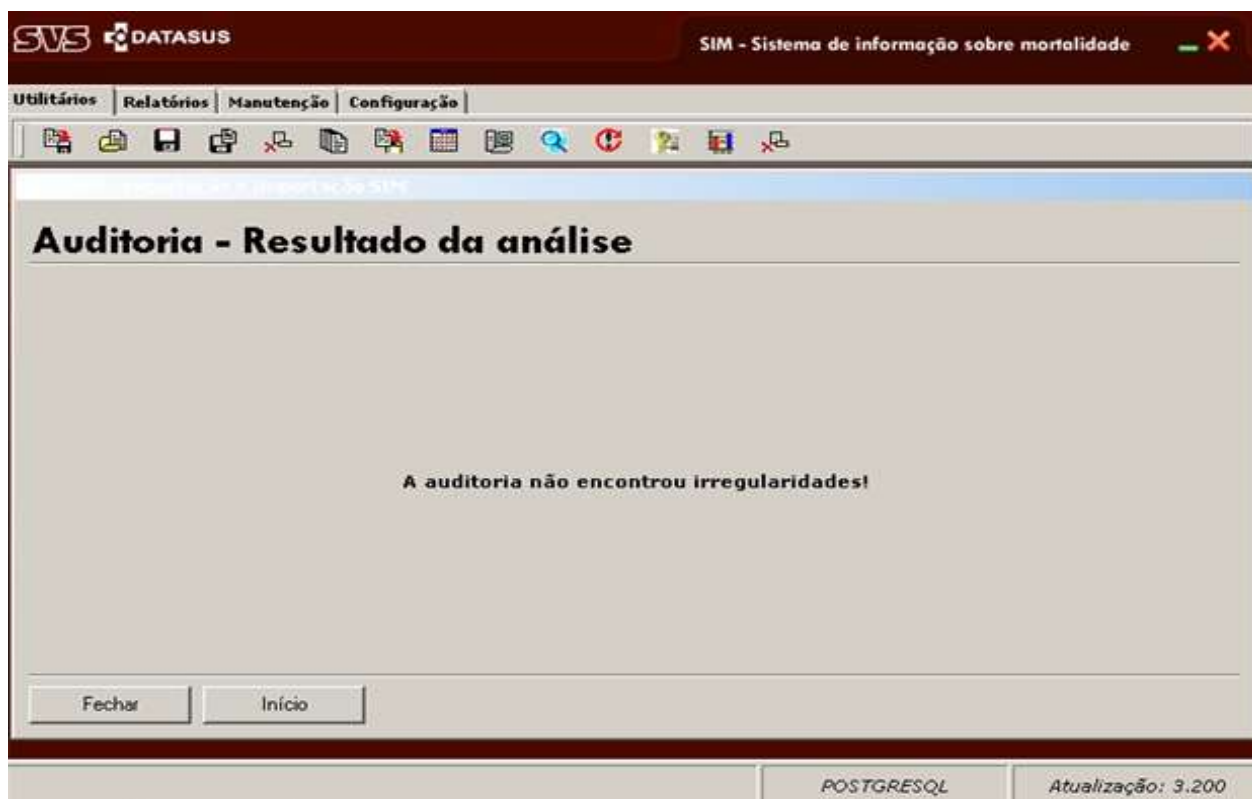 SVS DATASUS
SIM - Sistema de informação sobre mortalidade
Utilitários Relatórios Manutenção Configuração
Auditoria - Resultado da análise
A auditoria não encontrou irregularidades!
Fechar Início
POSTGRESQL Atualização: 3.200